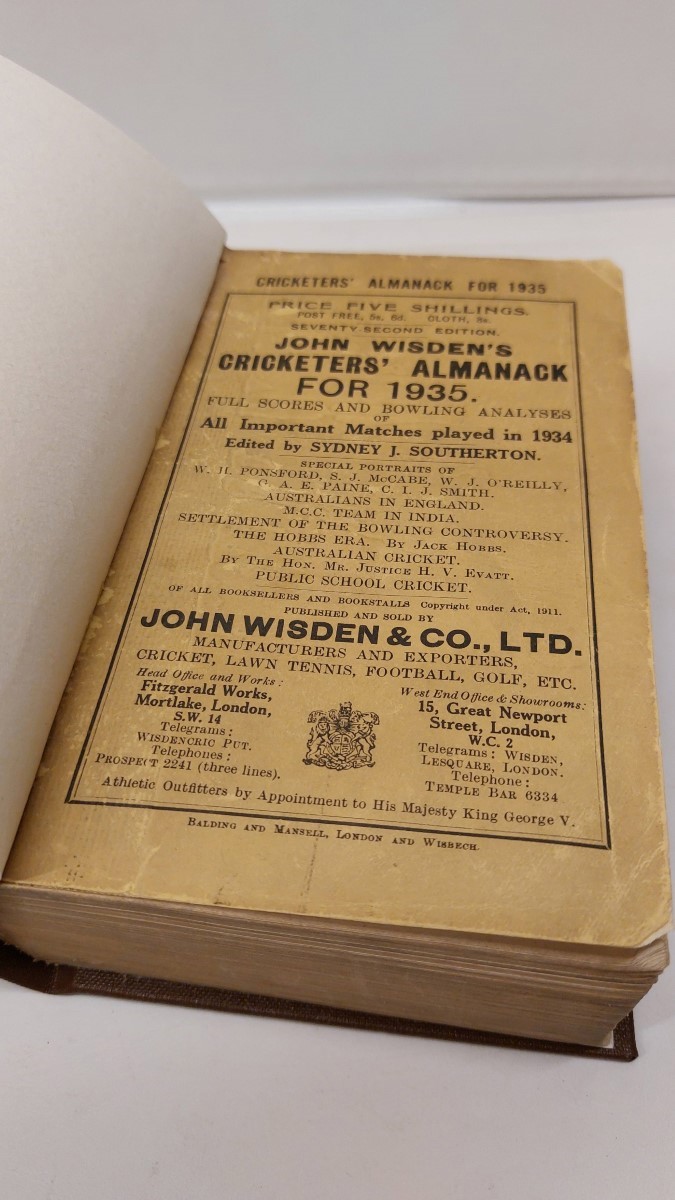 CRICKETERS' ALMANACK FOR 1935
PRICE FIVE SHILLINGS.
POST FREE, 5s. 6d. CLOTH, 8s.
SEVENTY-SECOND EDITION.
JOHN WISDEN'S
CRICKETERS' ALMANACK
FOR 1935.
FULL SCORES AND BOWLING ANALYSES
OF
All Important Matches played in 1934
Edited by SYDNEY J. SOUTHERTON.
SPECIAL PORTRAITS OF
W. H. PONSFORD, S. J. McCABE, W. J. O'REILLY,
G. A. E. PAINE, C. I. J. SMITH.
AUSTRALIANS IN ENGLAND.
M.C.C. TEAM IN INDIA.
SETTLEMENT OF THE BOWLING CONTROVERSY.
THE HOBBS ERA. By Jack Hobbs.
AUSTRALIAN CRICKET.
By The Hon. Mr. Justice H. V. Evatt.
PUBLIC SCHOOL CRICKET.
OF ALL BOOKSELLERS AND BOOKSTALLS Copyright under Act, 1911.
PUBLISHED AND SOLD BY
JOHN WISDEN & CO., LTD.
MANUFACTURERS AND EXPORTERS,
CRICKET, LAWN TENNIS, FOOTBALL, GOLF, ETC.
Head Office and Works:
Fitzgerald Works,
Mortlake, London,
S.W. 14
Telegrams:
Wisdencric Put.
Telephones:
Prospect 2241 (three lines).
West End Office & Showrooms:
15, Great Newport
Street, London,
W.C. 2
Telegrams: Wisden,
Lesquare, London.
Telephone:
Temple Bar 6334
Athletic Outfitters by Appointment to His Majesty King George V.
Balding and Mansell, London and Wisbech.